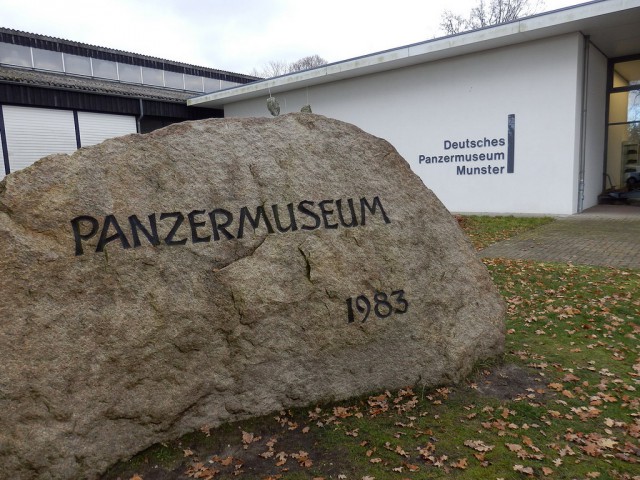 PANZERMUSEUM
1983
Deutsches
Panzermuseum
Munster